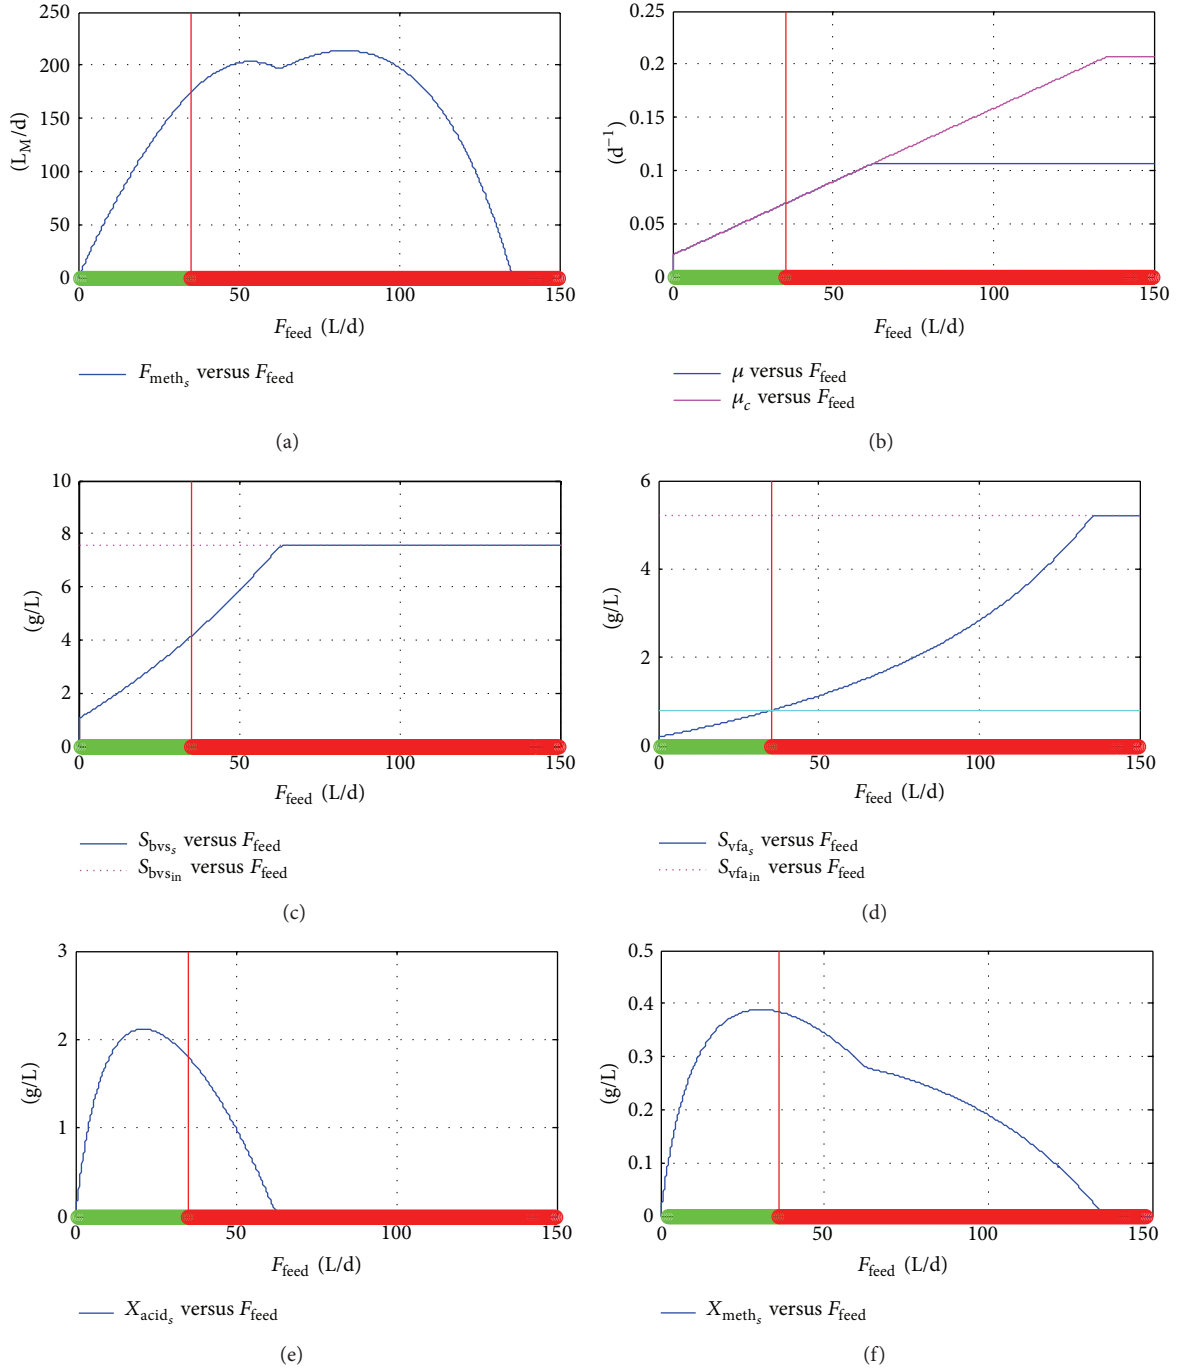 250
200
150
100
50
0
(L_M/d)
0 50 100 150
F_feed (L/d)
F_meth_s versus F_feed
(a)
0.25
0.2
0.15
0.1
0.05
0
(d⁻¹)
0 50 100 150
F_feed (L/d)
μ versus F_feed
μ_c versus F_feed
(b)
10
8
6
4
2
0
(g/L)
0 50 100 150
F_feed (L/d)
S_bvs_s versus F_feed
S_bvs_in versus F_feed
(c)
6
4
2
0
(g/L)
0 50 100 150
F_feed (L/d)
S_vfa_s versus F_feed
S_vfa_in versus F_feed
(d)
3
2
1
0
(g/L)
0 50 100 150
F_feed (L/d)
X_acid_s versus F_feed
(e)
0.5
0.4
0.3
0.2
0.1
0
(g/L)
0 50 100 150
F_feed (L/d)
X_meth_s versus F_feed
(f)